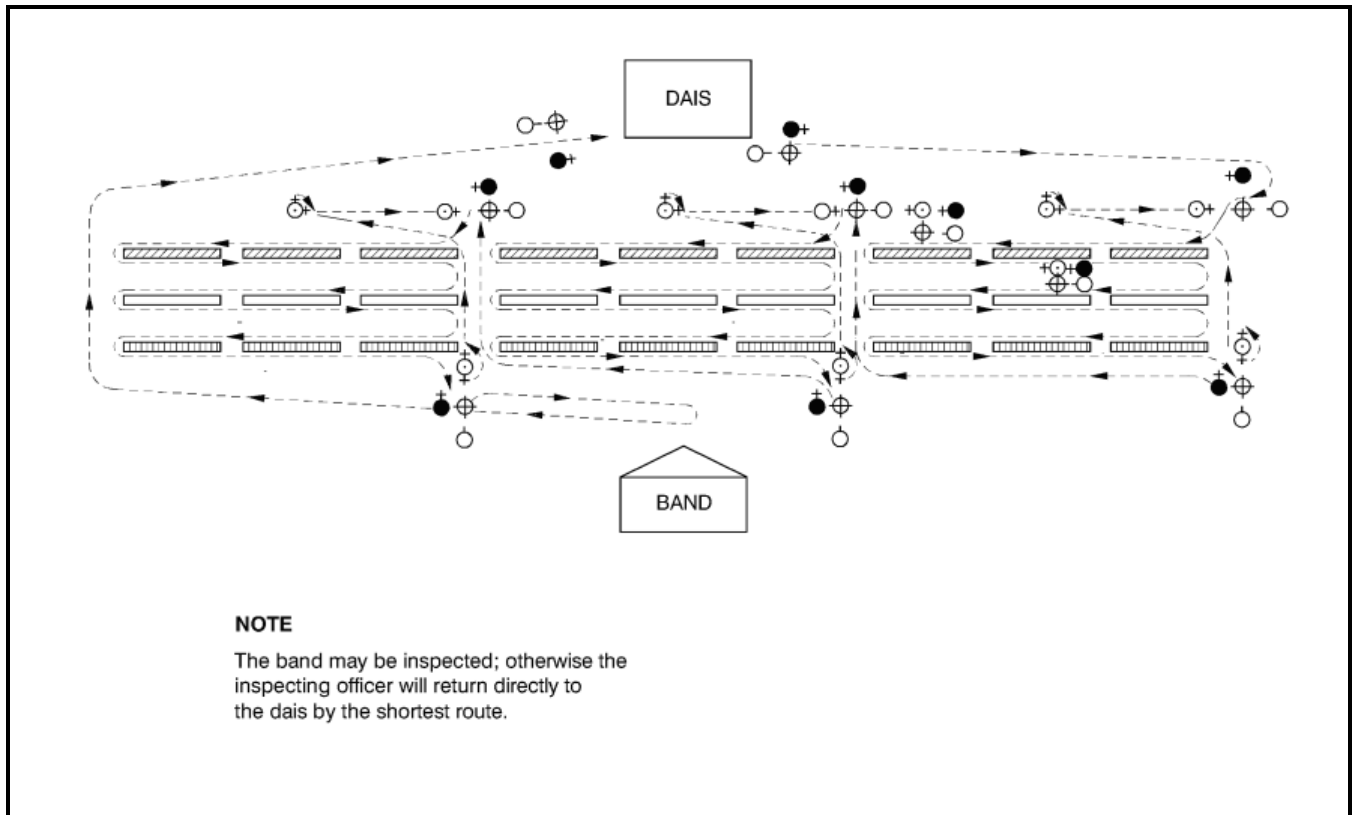 DAIS
BAND
NOTE
The band may be inspected; otherwise the
inspecting officer will return directly to
the dais by the shortest route.